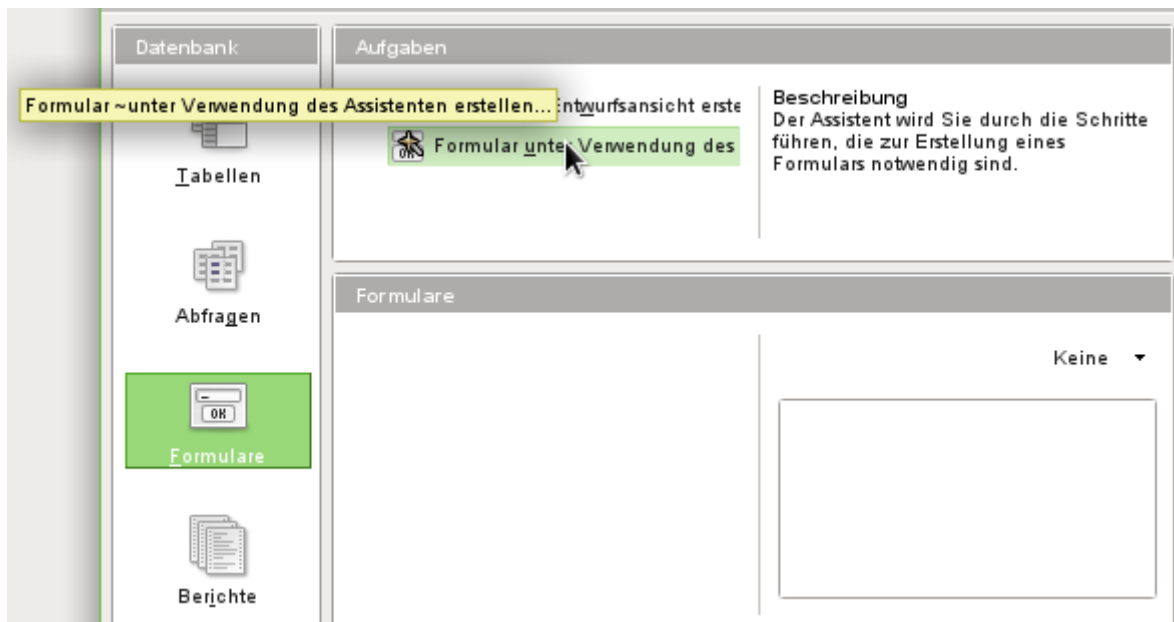 Datenbank
Tabellen
Abfragen
Formulare
Berichte
Aufgaben
Formular ~unter Verwendung des Assistenten erstellen...
Entwurfsansicht erste
Formular unter Verwendung des
Beschreibung
Der Assistent wird Sie durch die Schritte
führen, die zur Erstellung eines
Formulars notwendig sind.
Formulare
Keine